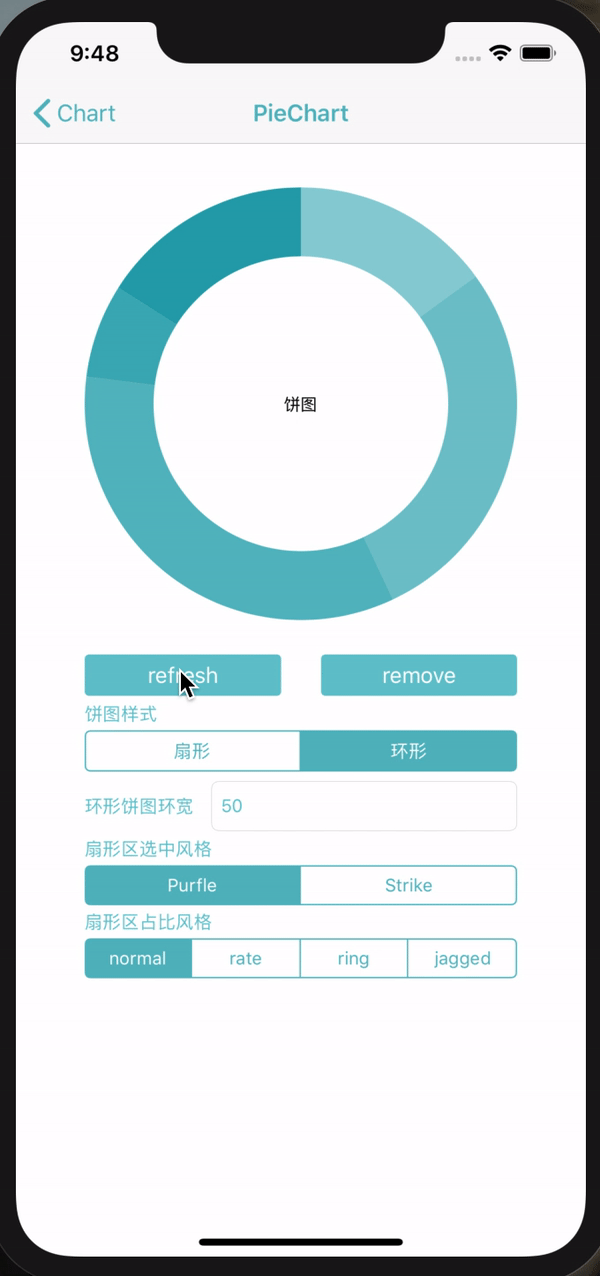 9:48
Chart
PieChart
饼图
refresh
remove
饼图样式
扇形
环形
环形饼图环宽
50
扇形区选中风格
Purfle
Strike
扇形区占比风格
normal
rate
ring
jagged